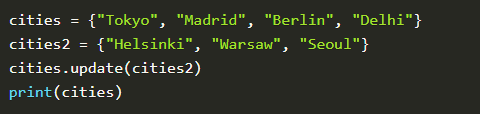 cities = {"Tokyo", "Madrid", "Berlin", "Delhi"}
cities2 = {"Helsinki", "Warsaw", "Seoul"}
cities.update(cities2)
print(cities)